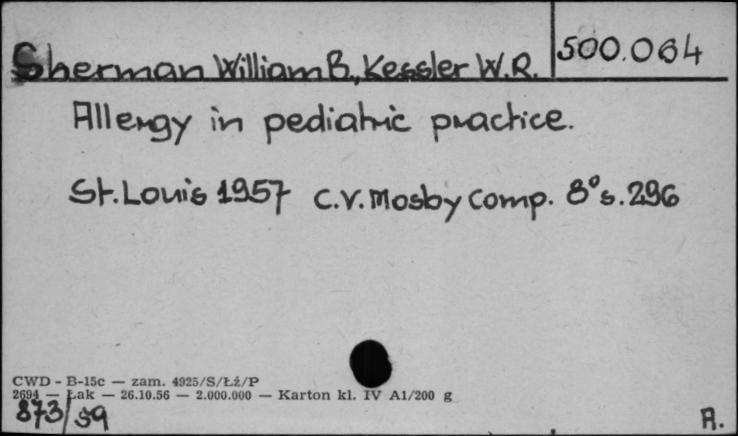 Sherman William B., Kessler W.R.
500.064
Allergy in pediatric practice.
St. Louis 1957 C.V. Mosby Comp. 8° s. 296
CWD - B-15c — zam. 4925/S/Łź/P
2694 — Łak — 26.10.56 — 2.000.000 — Karton kl. IV A1/200 g
873/59
A.